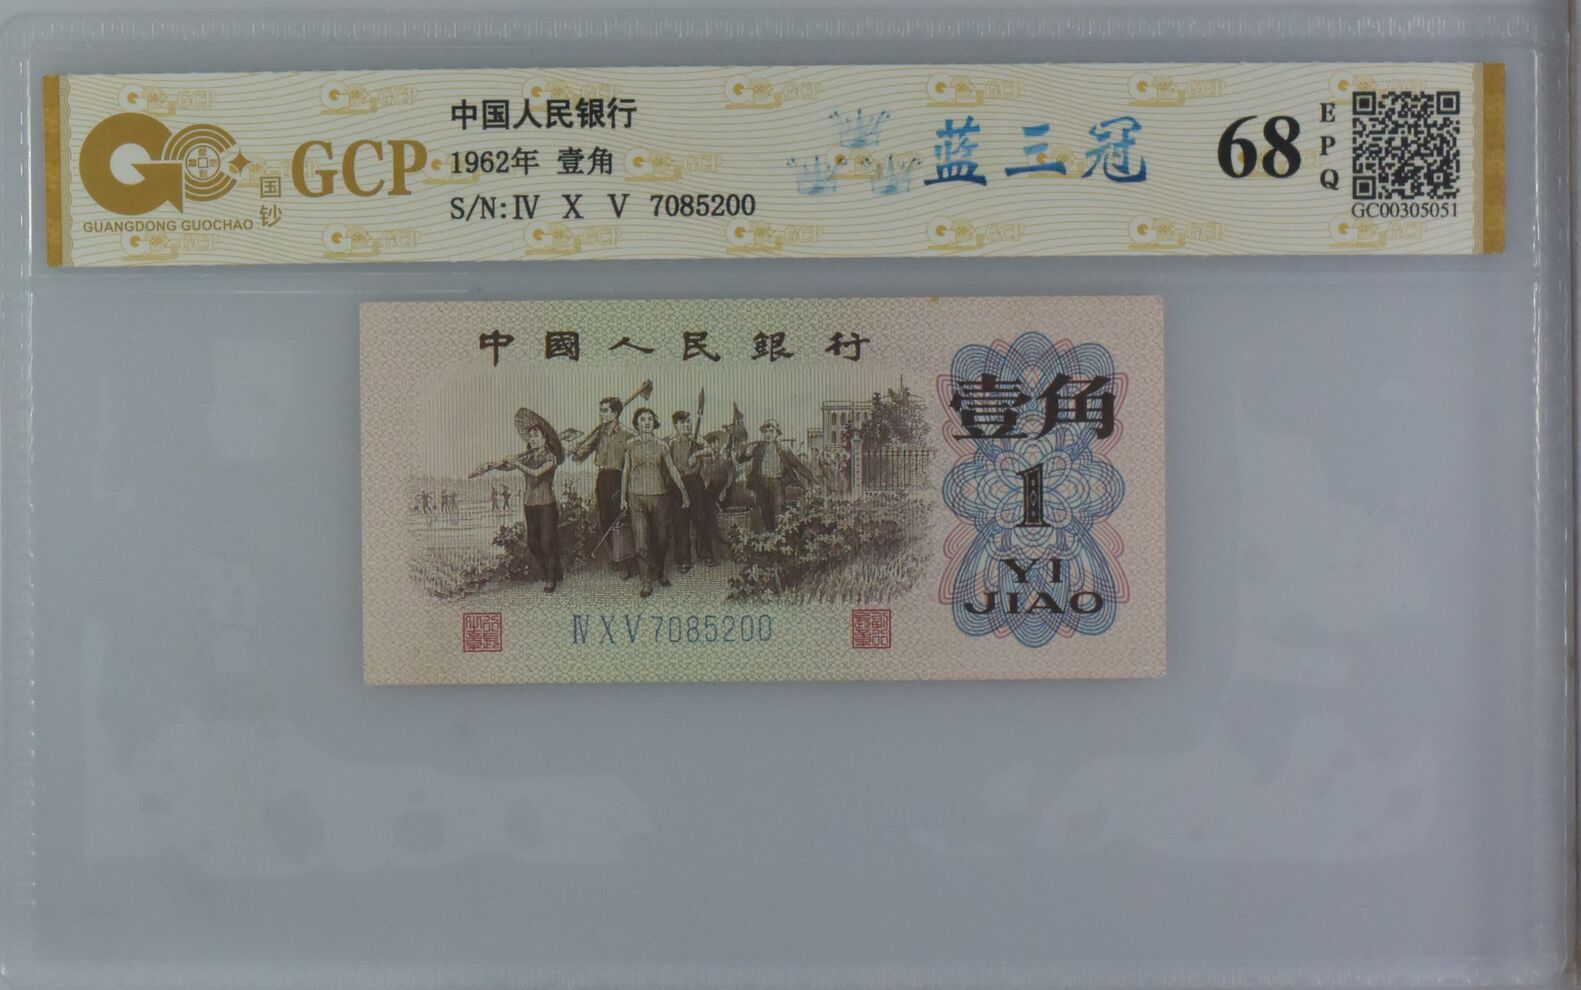 GCP
国钞
GUANGDONG GUOCHAO
中国人民银行
1962年 壹角
S/N:Ⅳ X V 7085200
蓝三冠
68
EPQ
GC00305051
中國人民銀行
壹角
1
YI
JIAO
ⅣXV7085200